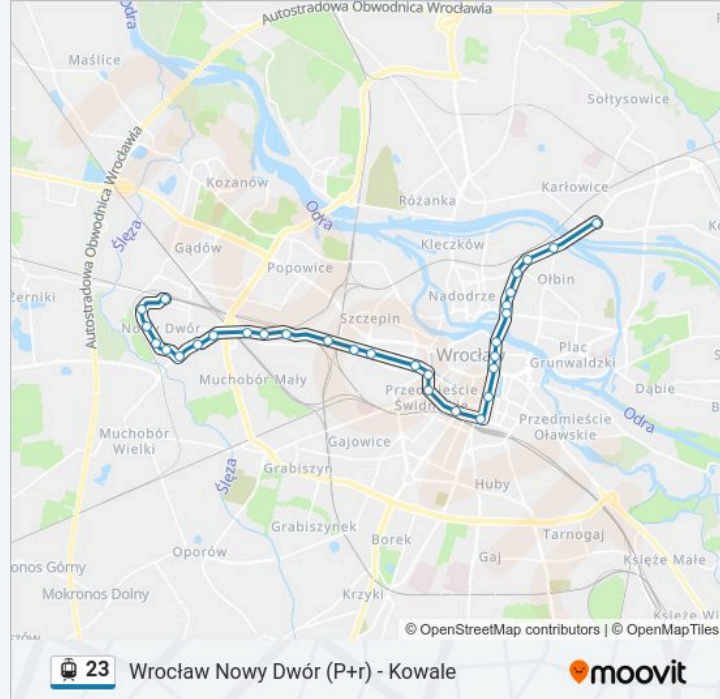 Autostradowa Obwodnica Wrocławia
Odra
Maślice
Sołtysowice
Autostradowa Obwodnica Wrocławia
Kozanów
Różanka
Karłowice
Odra
Ślęza
Gądów
Kleczków
Popowice
Ołbin
Żerniki
Nadodrze
Nowy Dwór
Szczepin
Wrocław
Plac
Grunwaldzki
Muchobór Mały
Przedmieście
Świdnickie
Dąbie
Odra
Przedmieście
Oławskie
Muchobór
Wielki
Gajowice
Ślęza
Grabiszyn
Huby
Grabiszynek
Tarnogaj
Borek
Oporów
Gaj
Księże Małe
onos Górny
Mokronos Dolny
Krzyki
Księże Wi
© OpenStreetMap contributors | © OpenMapTiles
23 Wrocław Nowy Dwór (P+r) - Kowale
moovit